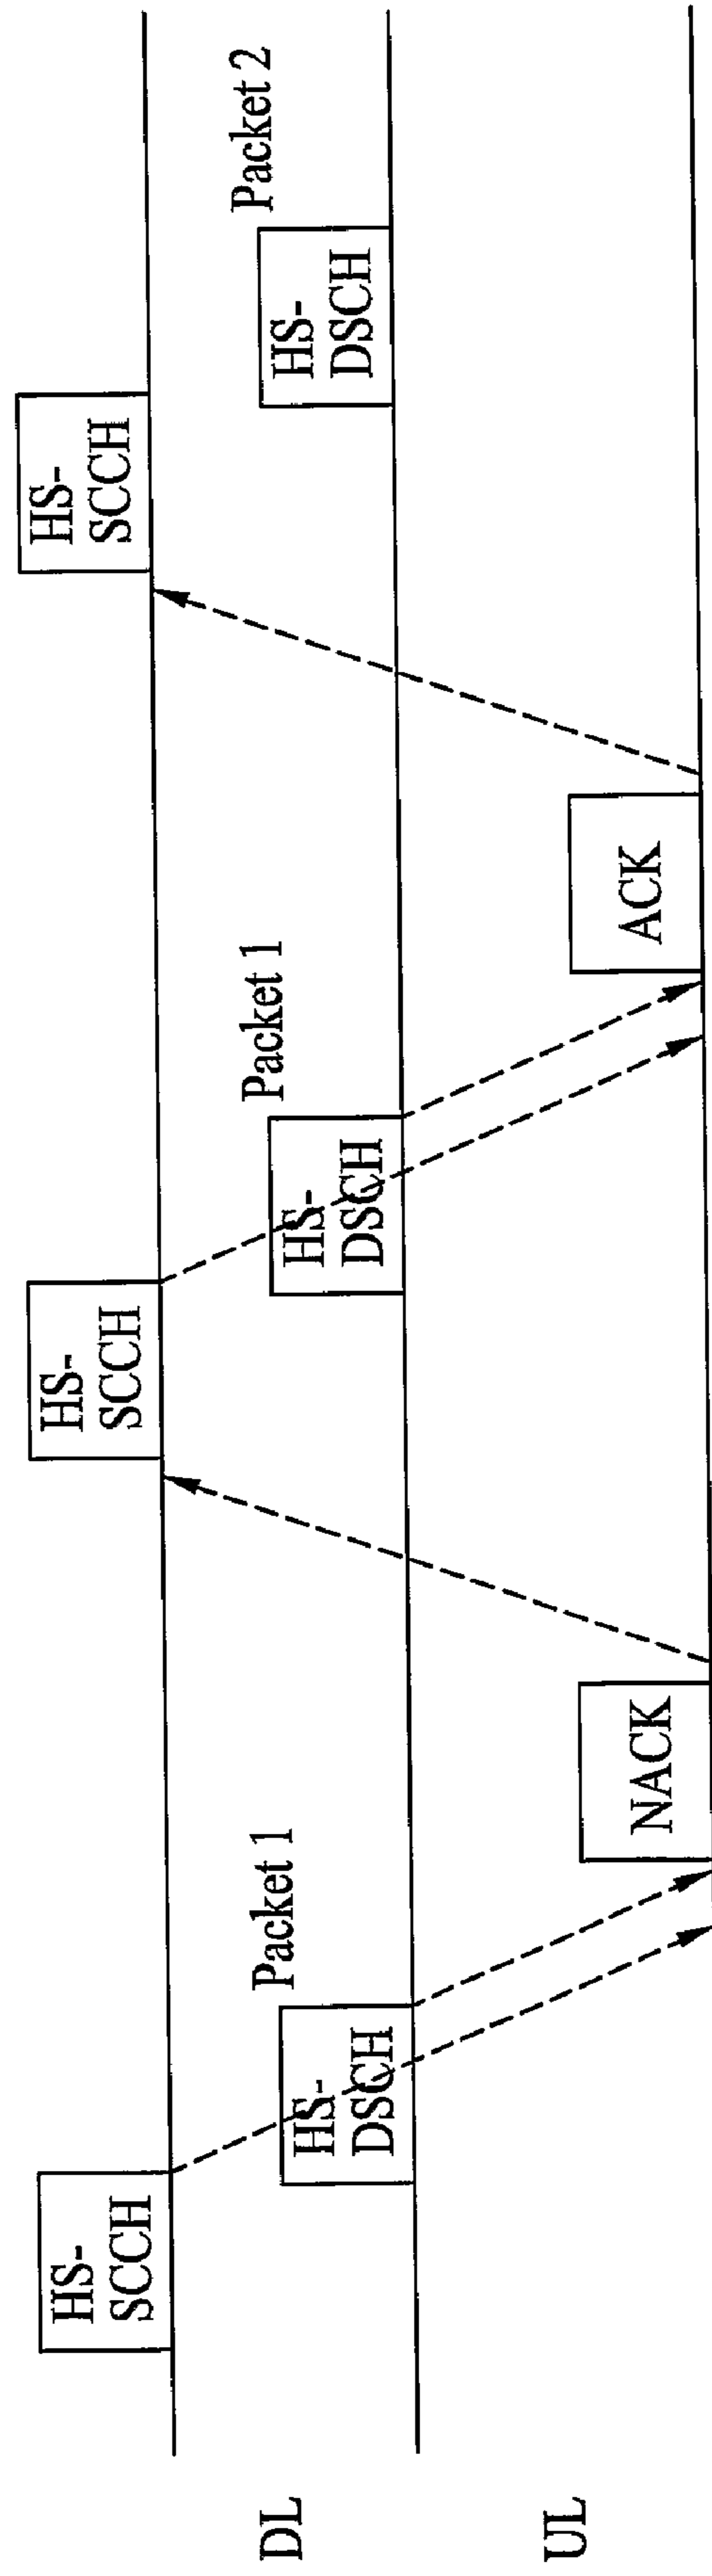 HS-
SCCH
HS-
SCCH
HS-
SCCH
DL
HS-
DSCH
Packet 1
HS-
DSCH
Packet 1
HS-
DSCH
Packet 2
UL
NACK
ACK